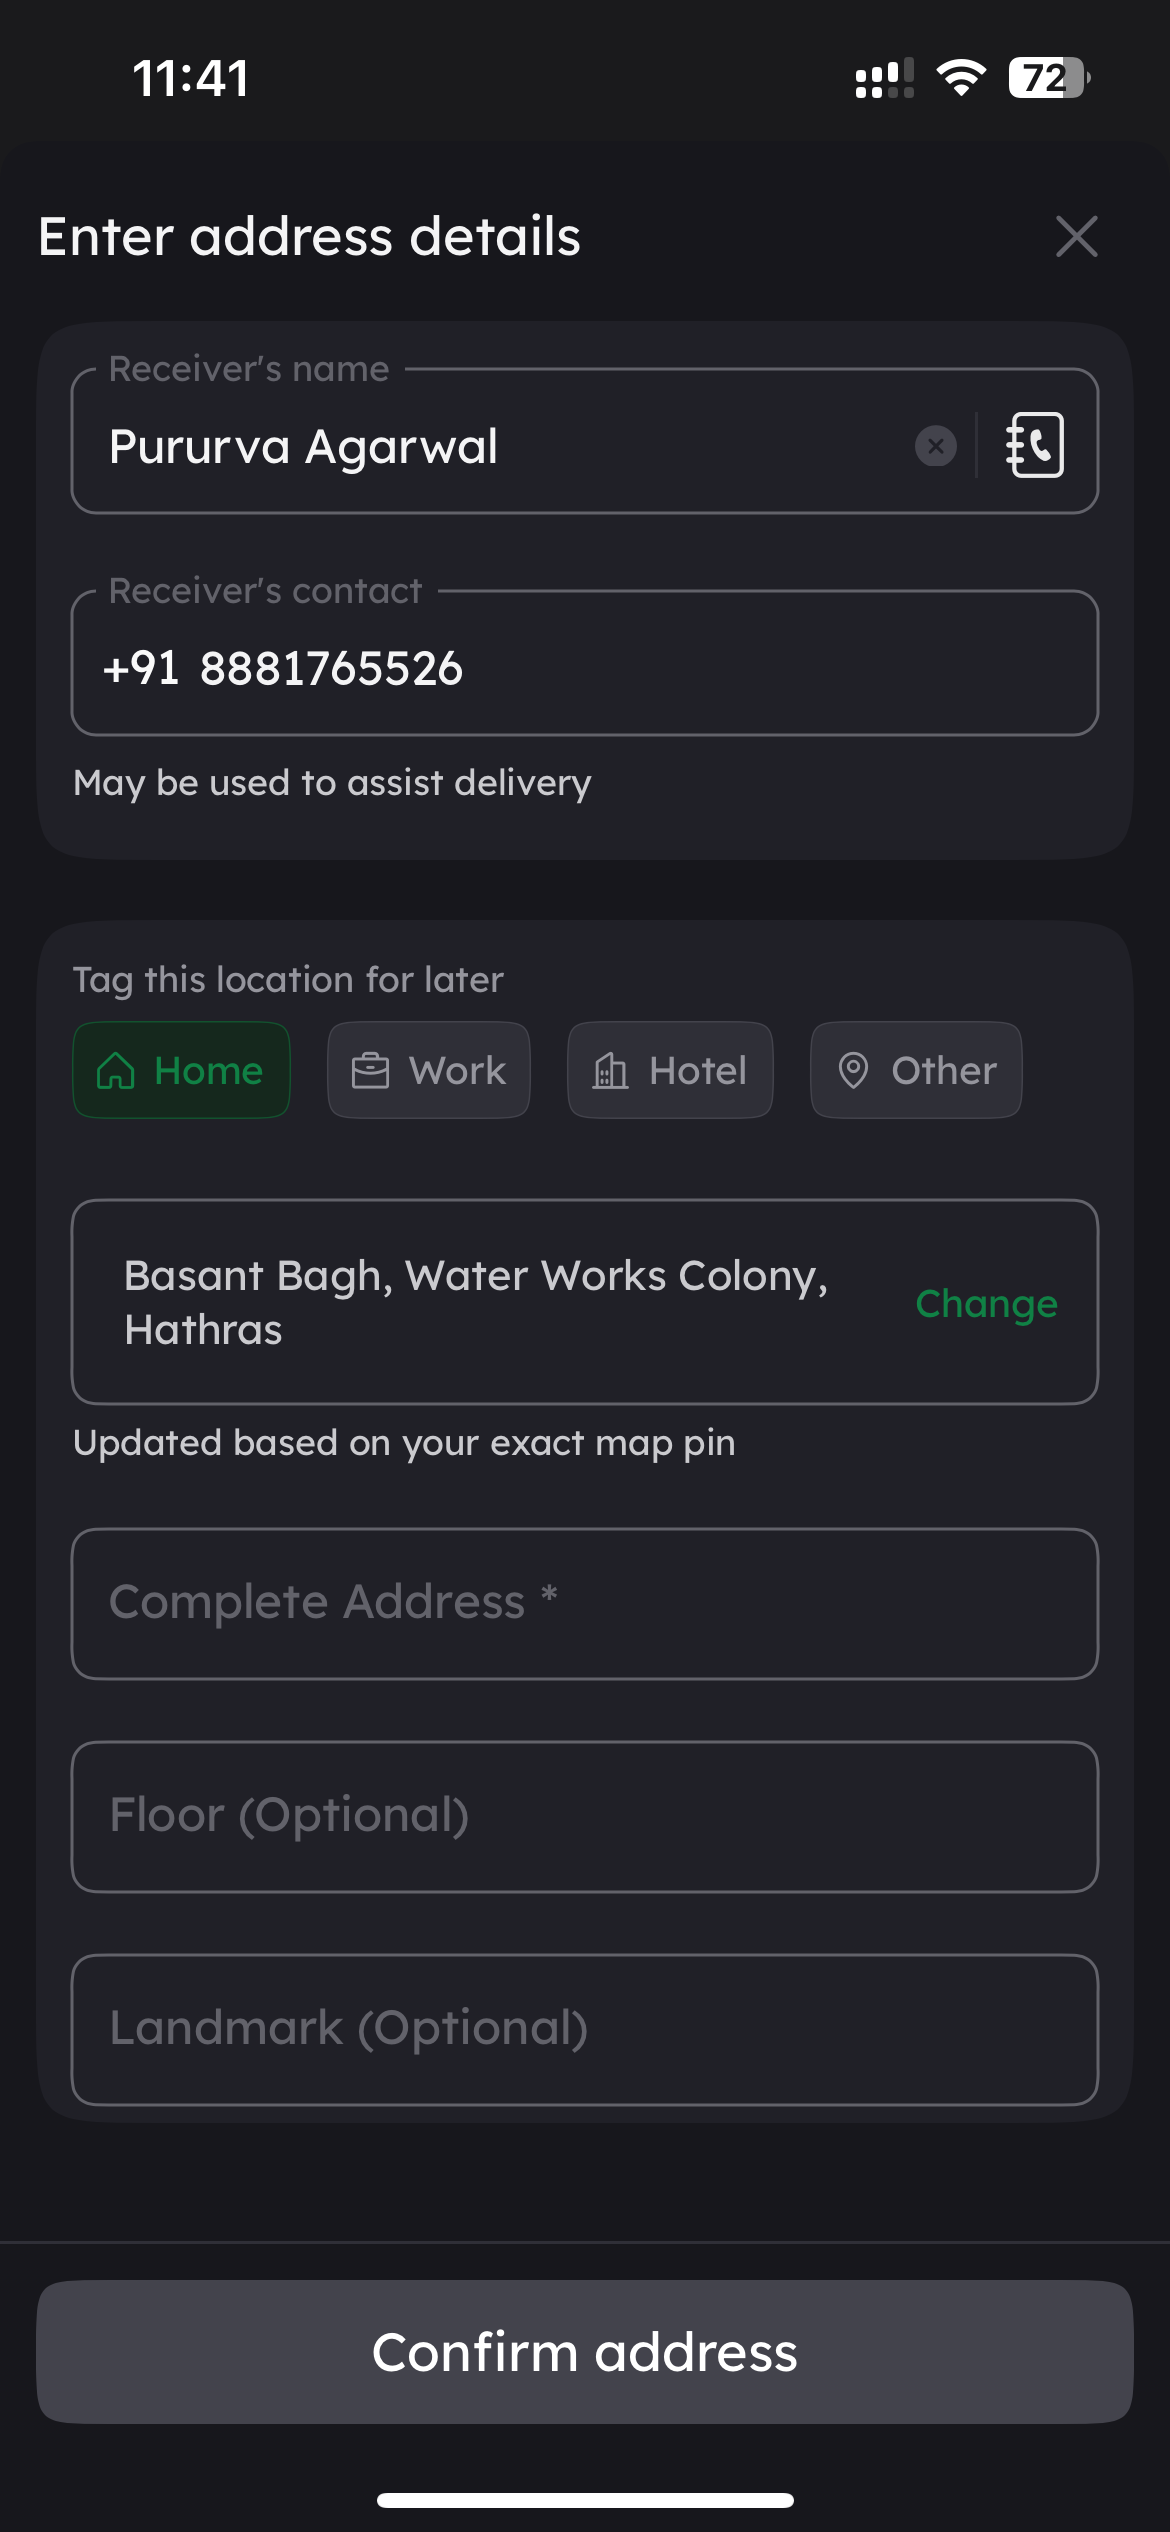 11:41
72
Enter address details
Receiver's name
Pururva Agarwal
Receiver's contact
+91 8881765526
May be used to assist delivery
Tag this location for later
Home
Work
Hotel
Other
Basant Bagh, Water Works Colony,
Hathras
Change
Updated based on your exact map pin
Complete Address *
Floor (Optional)
Landmark (Optional)
Confirm address